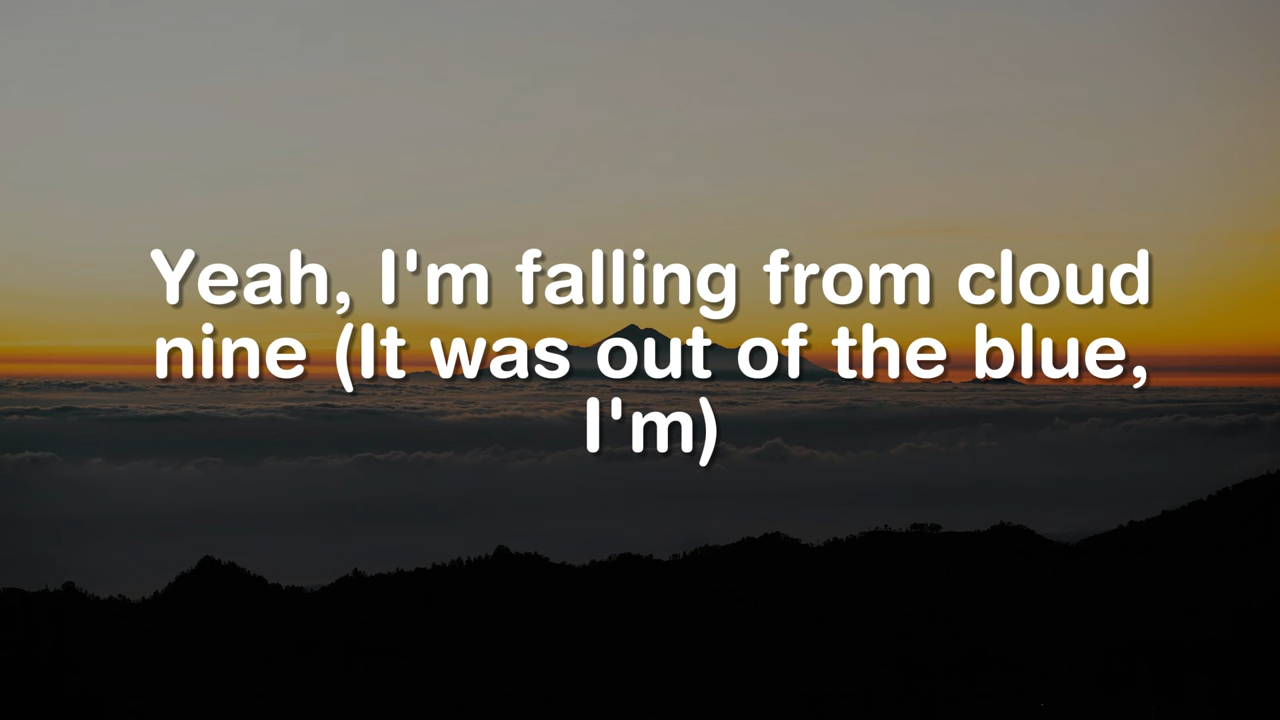 Yeah, I'm falling from cloud
nine (It was out of the blue,
I'm)